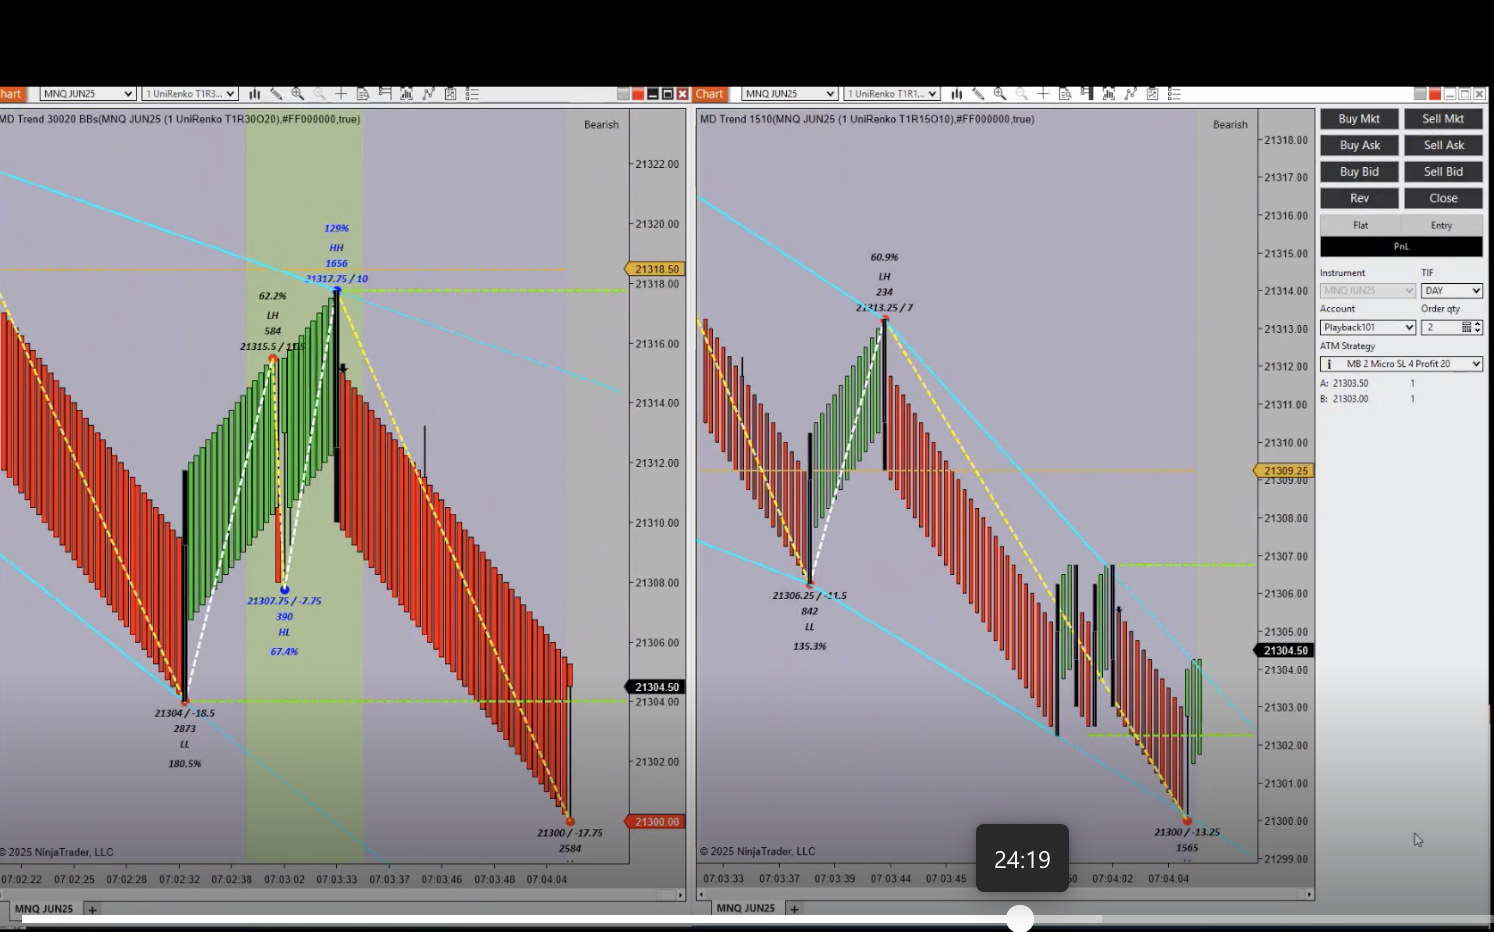 hart
MNQ JUN25
1 UniRenko T1R3...
Chart
MNQ JUN25
1 UniRenko T1R1...
MD Trend 30020 BBs(MNQ JUN25 (1 UniRenko T1R30O20),#FF000000,true)
Bearish
21322.00
21320.00
21318.50
21318.00
21316.00
21314.00
21312.00
21310.00
21308.00
21306.00
21304.50
21304.00
21302.00
21300.00
129%
HH
1656
21317.75 / 10
62.2%
LH
584
21307.75 / -7.75
390
HL
67.4%
21304 / -18.5
2873
LL
180.5%
21300 / -17.75
2584
© 2025 NinjaTrader, LLC
07:02:22
07:02:25
07:02:28
07:02:32
07:02:38
07:03:02
07:03:33
07:03:37
07:03:46
07:03:48
07:04:04
MNQ JUN25
+
MD Trend 1510(MNQ JUN25 (1 UniRenko T1R15O10),#FF000000,true)
Bearish
21318.00
21317.00
21316.00
21315.00
21314.00
21313.00
21312.00
21311.00
21310.00
21309.25
21309.00
21308.00
21307.00
21306.00
21305.00
21304.50
21304.00
21303.00
21302.00
21301.00
21300.00
21299.00
60.9%
LH
234
21313.25 / 7
21306.25 / -11.5
842
LL
135.3%
21300 / -13.25
1565
© 2025 NinjaTrader, LLC
07:03:33
07:03:37
07:03:39
07:03:44
07:03:45
50
07:04:02
07:04:04
MNQ JUN25
+
24:19
Buy Mkt
Sell Mkt
Buy Ask
Sell Ask
Buy Bid
Sell Bid
Rev
Close
Flat
Entry
PnL
Instrument
TIF
MNQ JUN25
DAY
Account
Order qty
Playback101
2
ATM Strategy
MB 2 Micro SL 4 Profit 20
A: 21303.50 1
B: 21303.00 1